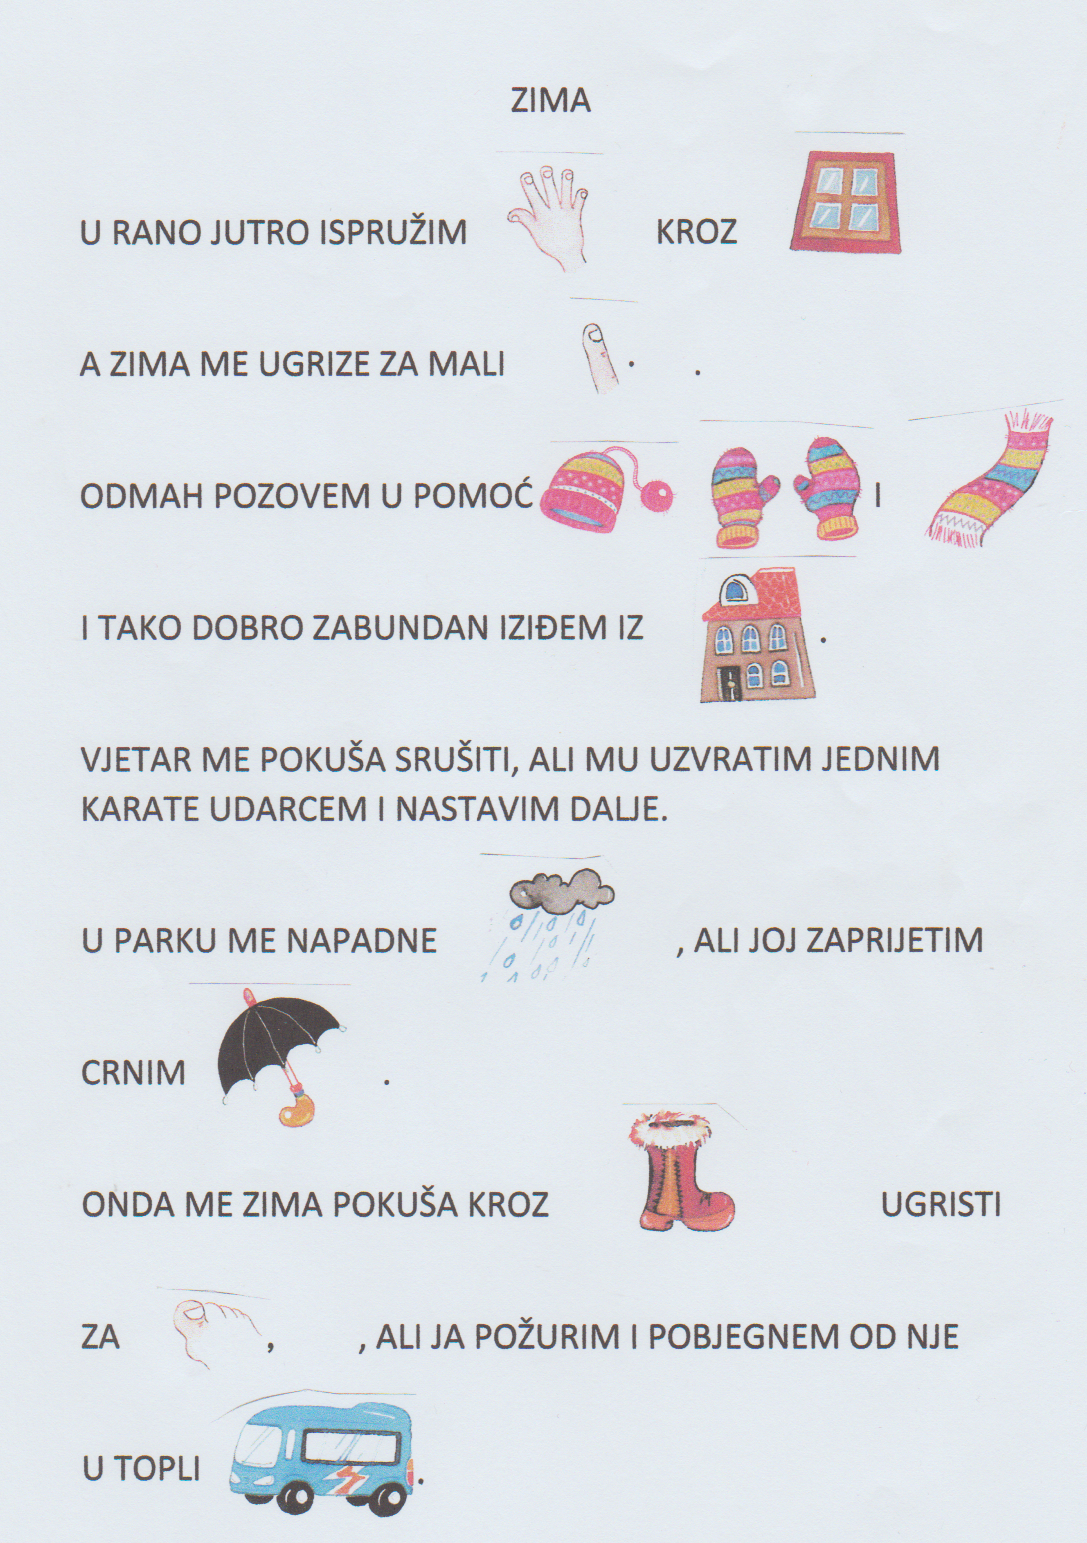 ZIMA
U RANO JUTRO ISPRUŽIM KROZ
A ZIMA ME UGRIZE ZA MALI . .
ODMAH POZOVEM U POMOĆ I
I TAKO DOBRO ZABUNDAN IZIĐEM IZ .
VJETAR ME POKUŠA SRUŠITI, ALI MU UZVRATIM JEDNIM
KARATE UDARCEM I NASTAVIM DALJE.
U PARKU ME NAPADNE , ALI JOJ ZAPRIJETIM
CRNIM .
ONDA ME ZIMA POKUŠA KROZ UGRISTI
ZA , , ALI JA POŽURIM I POBJEGNEM OD NJE
U TOPLI .